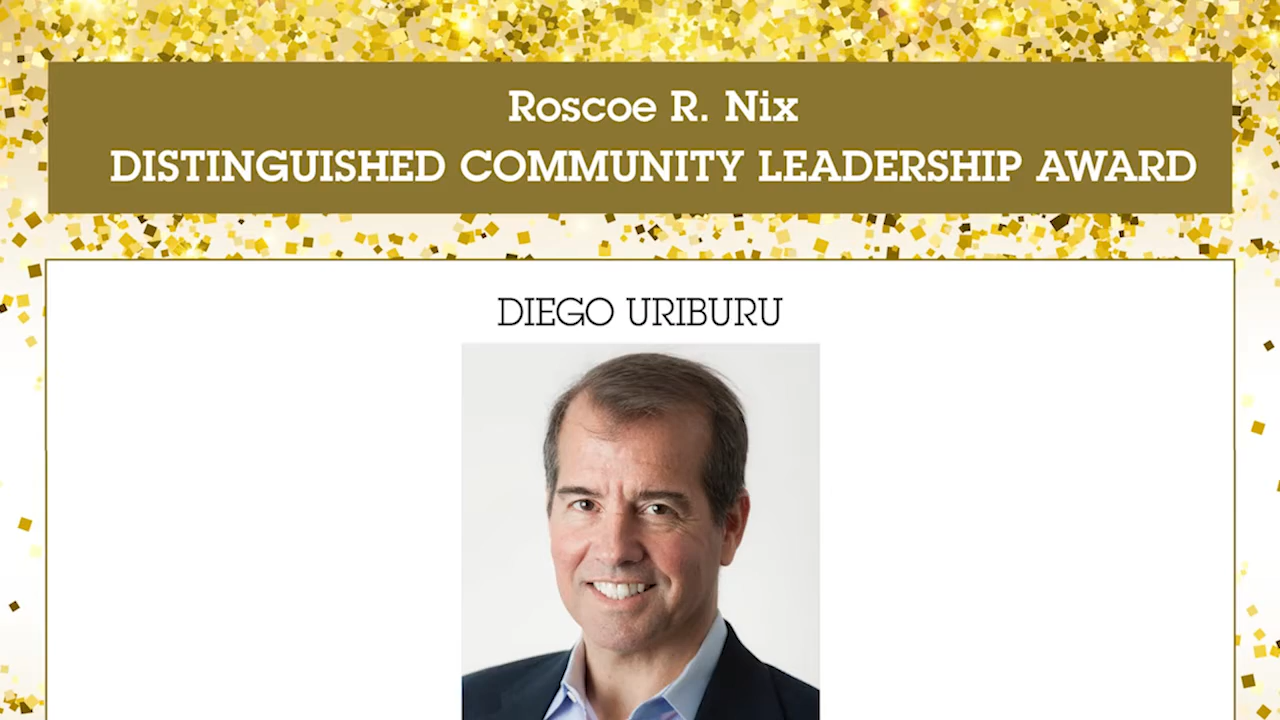 Roscoe R. Nix
DISTINGUISHED COMMUNITY LEADERSHIP AWARD
DIEGO URIBURU